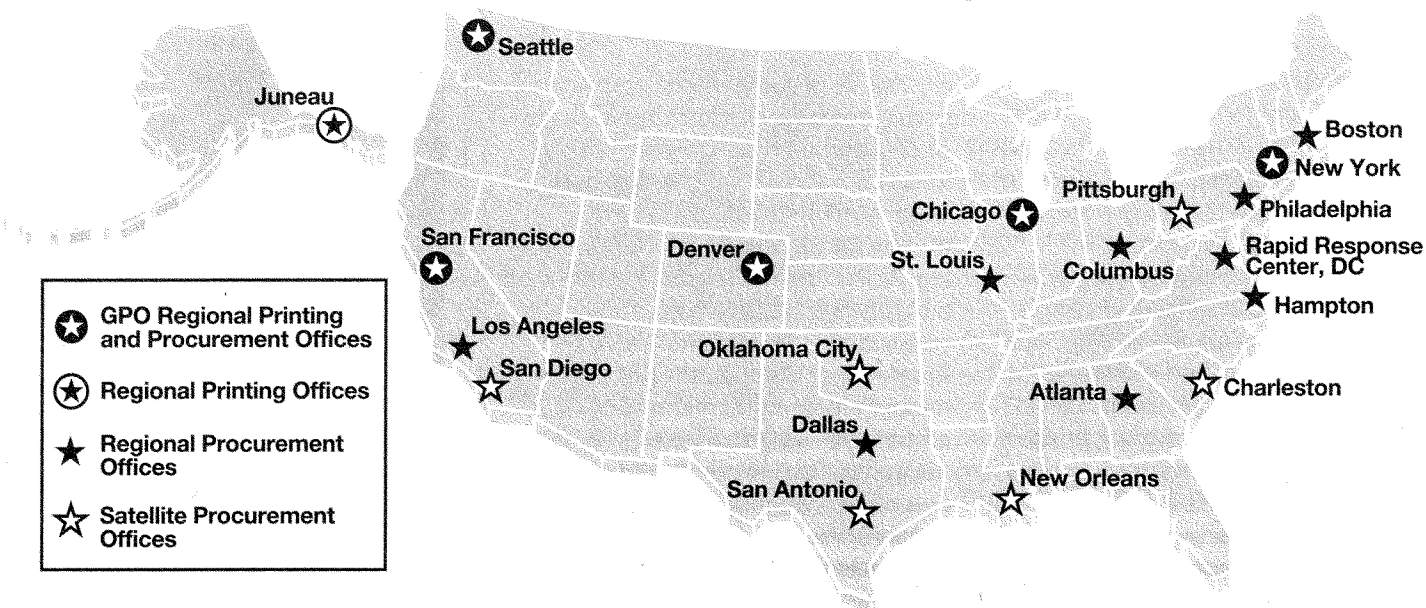 Seattle
Juneau
Boston
New York
Pittsburgh
Philadelphia
Chicago
San Francisco
Denver
St. Louis
Columbus
Rapid Response
Center, DC
Hampton
GPO Regional Printing
and Procurement Offices
Regional Printing Offices
Regional Procurement
Offices
Satellite Procurement
Offices
Los Angeles
San Diego
Oklahoma City
Atlanta
Charleston
Dallas
San Antonio
New Orleans